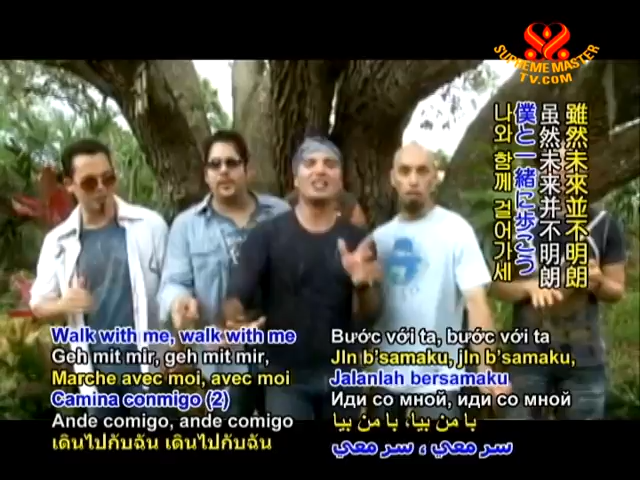 SUPREME MASTER
TV.COM
雖然未來並不明朗
虽然未来并不明朗
僕と一緒に歩こう
나와 함께 걸어가세
Walk with me, walk with me
Geh mit mir, geh mit mir,
Marche avec moi, avec moi
Camina conmigo (2)
Ande comigo, ande comigo
เดินไปกับฉัน เดินไปกับฉัน
Bước với ta, bước với ta
Jln b'samaku, jln b'samaku,
Jalanlah bersamaku
Иди со мной, иди со мной
با من بیا، با من بیا
سر معي ، سر معي